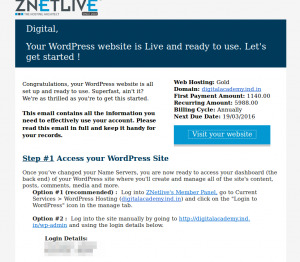 ZNETLIVE
Digital,
Your WordPress website is Live and ready to use. Let's
get started !
Congratulations, your WordPress website is all
set up and ready to use. Superfast, ain't it?
We're as thrilled as you're to get this started.
This email contains all the information you
need to effectively use your account. Please
read this email in full and keep it handy for
your records.
Web Hosting: Gold
Domain: digitalacademy.ind.in
First Payment Amount: 1140.00
Recurring Amount: 5988.00
Billing Cycle: Annually
Next Due Date: 19/03/2016
Visit your website
Step #1 Access your WordPress Site
Once you've changed your Name Servers, you are now ready to access your dashboard (the
back end) of your WordPress site where you'll create and manage all of the site's content,
posts, comments, media and more.
Option #1 (recommended) : Log into ZNetlive's Member Panel, go to Current
Services > WordPress Hosting (digitalacademy.ind.in) and click on the "Login to
WordPress" icon in the manage tab.
Option #2 : Log into the site manually by going to http://digitalacademy.ind.
in/wp-admin and using the login details below.
Login Details: